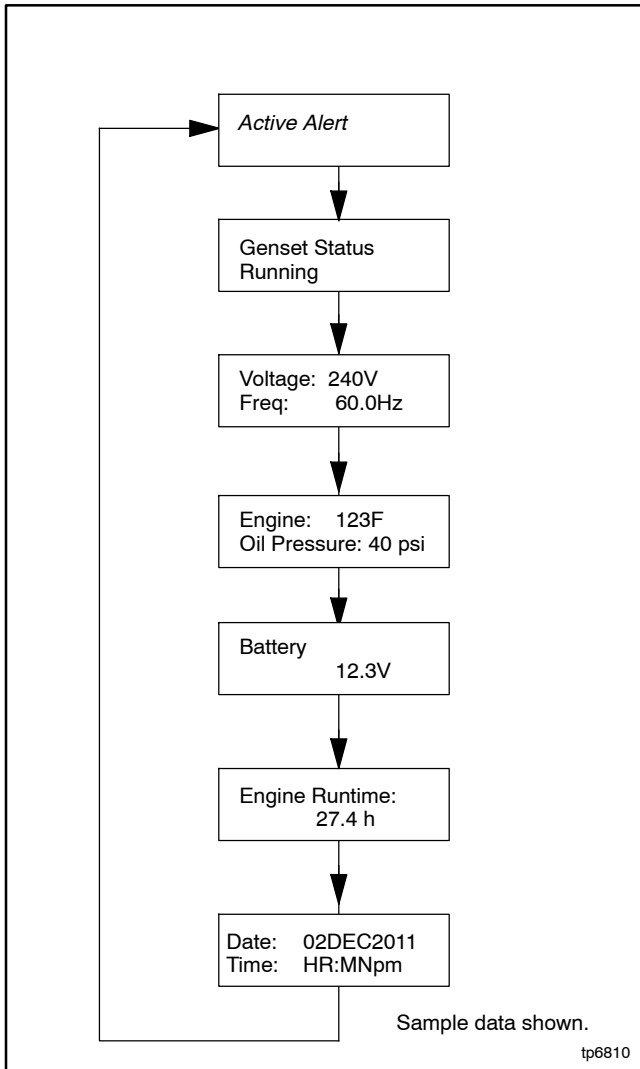 Active Alert
Genset Status
Running
Voltage: 240V
Freq: 60.0Hz
Engine: 123F
Oil Pressure: 40 psi
Battery
12.3V
Engine Runtime:
27.4 h
Date: 02DEC2011
Time: HR:MNpm
Sample data shown.
tp6810